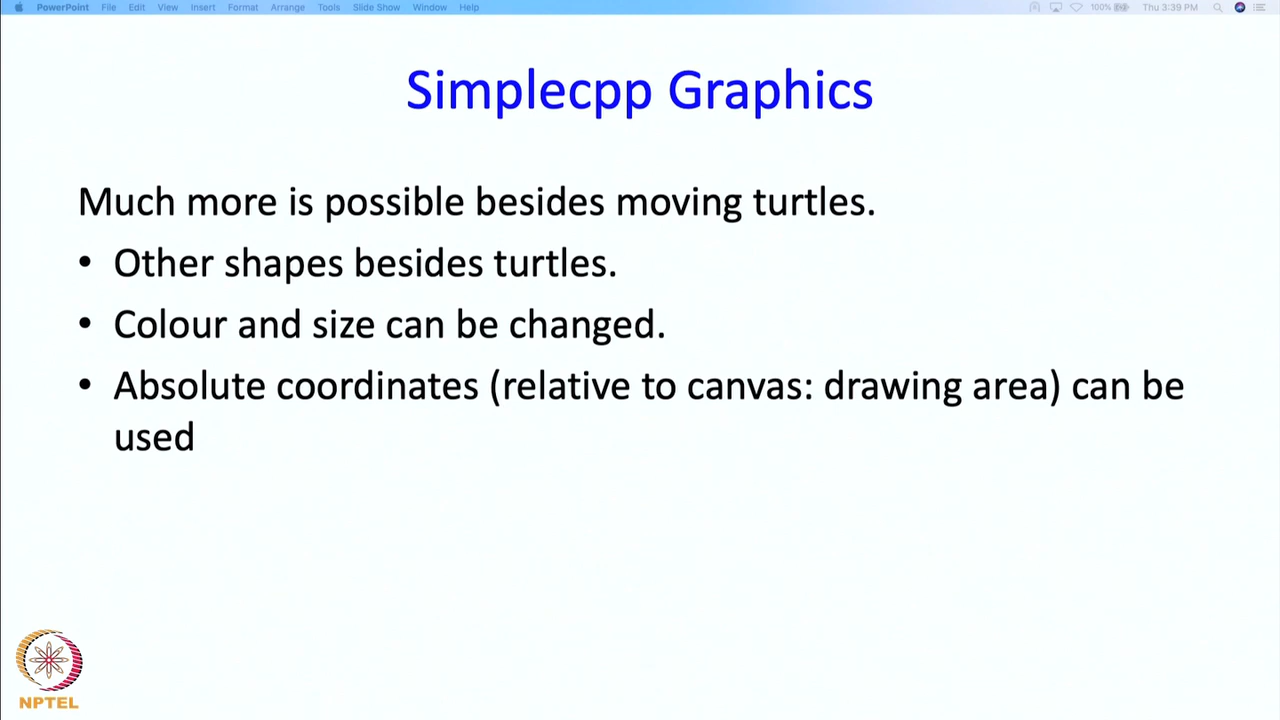 PowerPoint File Edit View Insert Format Arrange Tools Slide Show Window Help 100% Thu 3:39 PM
Simplecpp Graphics
Much more is possible besides moving turtles.
• Other shapes besides turtles.
• Colour and size can be changed.
• Absolute coordinates (relative to canvas: drawing area) can be
used
NPTEL